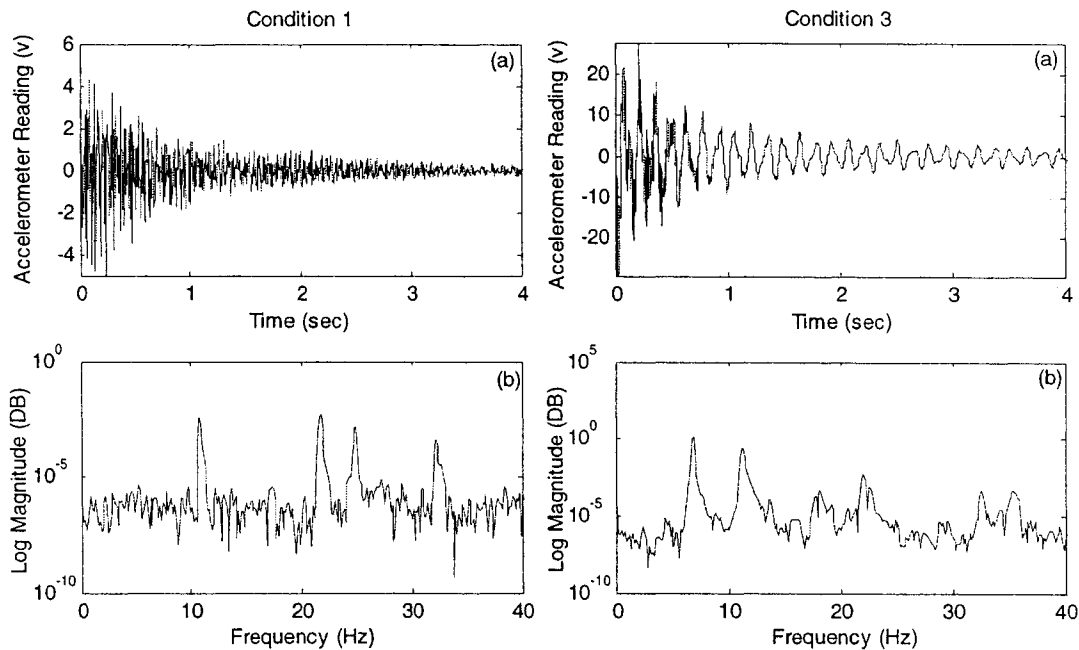 Condition 1
Accelerometer Reading (v)
6
4
2
0
-2
-4
(a)
0
1
2
3
4
Time (sec)
Condition 3
Accelerometer Reading (v)
20
10
0
-10
-20
(a)
0
1
2
3
4
Time (sec)
Log Magnitude (DB)
10^0
10^-5
10^-10
(b)
0
10
20
30
40
Frequency (Hz)
Log Magnitude (DB)
10^5
10^0
10^-5
10^-10
(b)
0
10
20
30
40
Frequency (Hz)